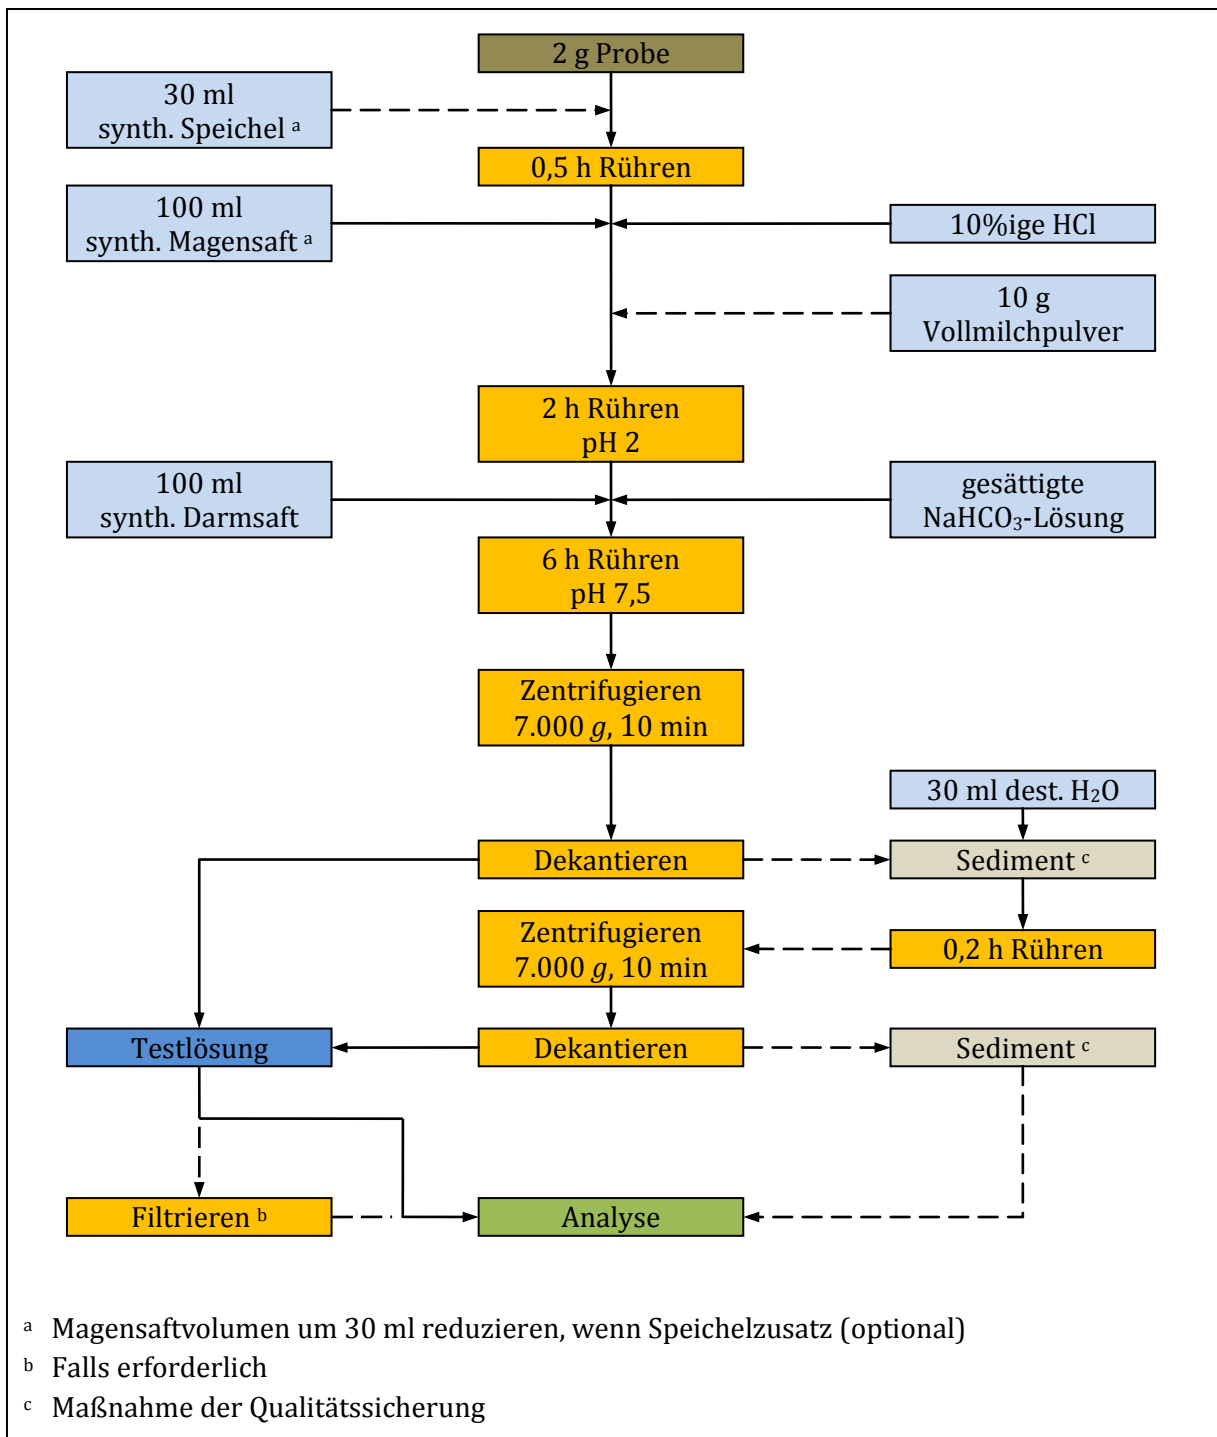 2 g Probe
30 ml
synth. Speichel a
0,5 h Rühren
100 ml
synth. Magensaft a
10%ige HCl
10 g
Vollmilchpulver
2 h Rühren
pH 2
100 ml
synth. Darmsaft
gesättigte
NaHCO₃-Lösung
6 h Rühren
pH 7,5
Zentrifugieren
7.000 g, 10 min
30 ml dest. H₂O
Dekantieren
Sediment c
Zentrifugieren
7.000 g, 10 min
0,2 h Rühren
Testlösung
Dekantieren
Sediment c
Filtrieren b
Analyse
a Magensaftvolumen um 30 ml reduzieren, wenn Speichelzusatz (optional)
b Falls erforderlich
c Maßnahme der Qualitätssicherung